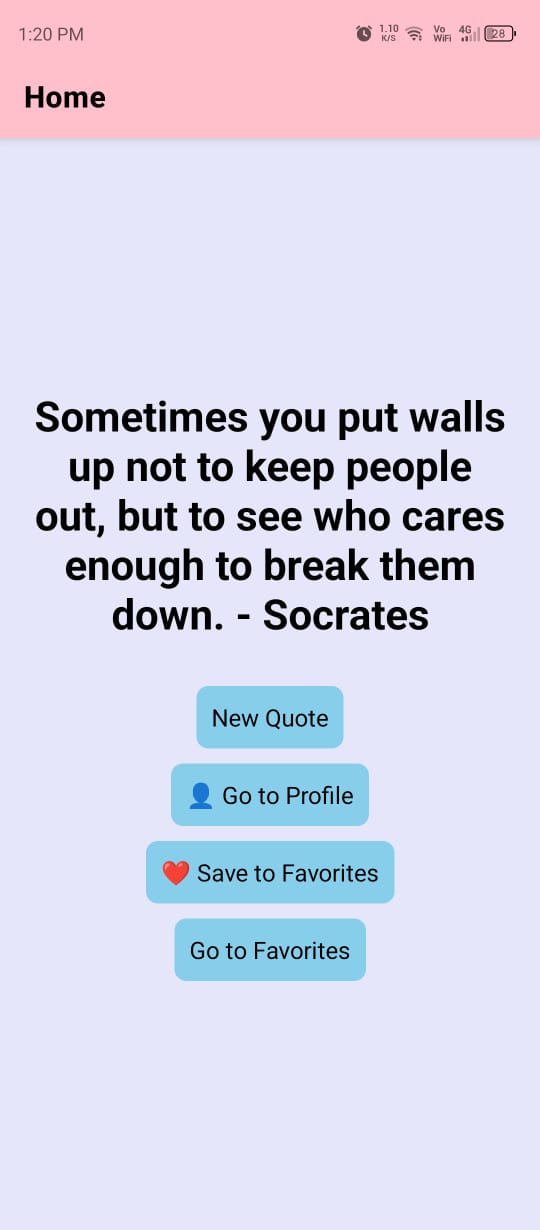 1:20 PM
1.10 K/S Vo WiFi 4G 28
Home
Sometimes you put walls
up not to keep people
out, but to see who cares
enough to break them
down. - Socrates
New Quote
👤 Go to Profile
❤️ Save to Favorites
Go to Favorites